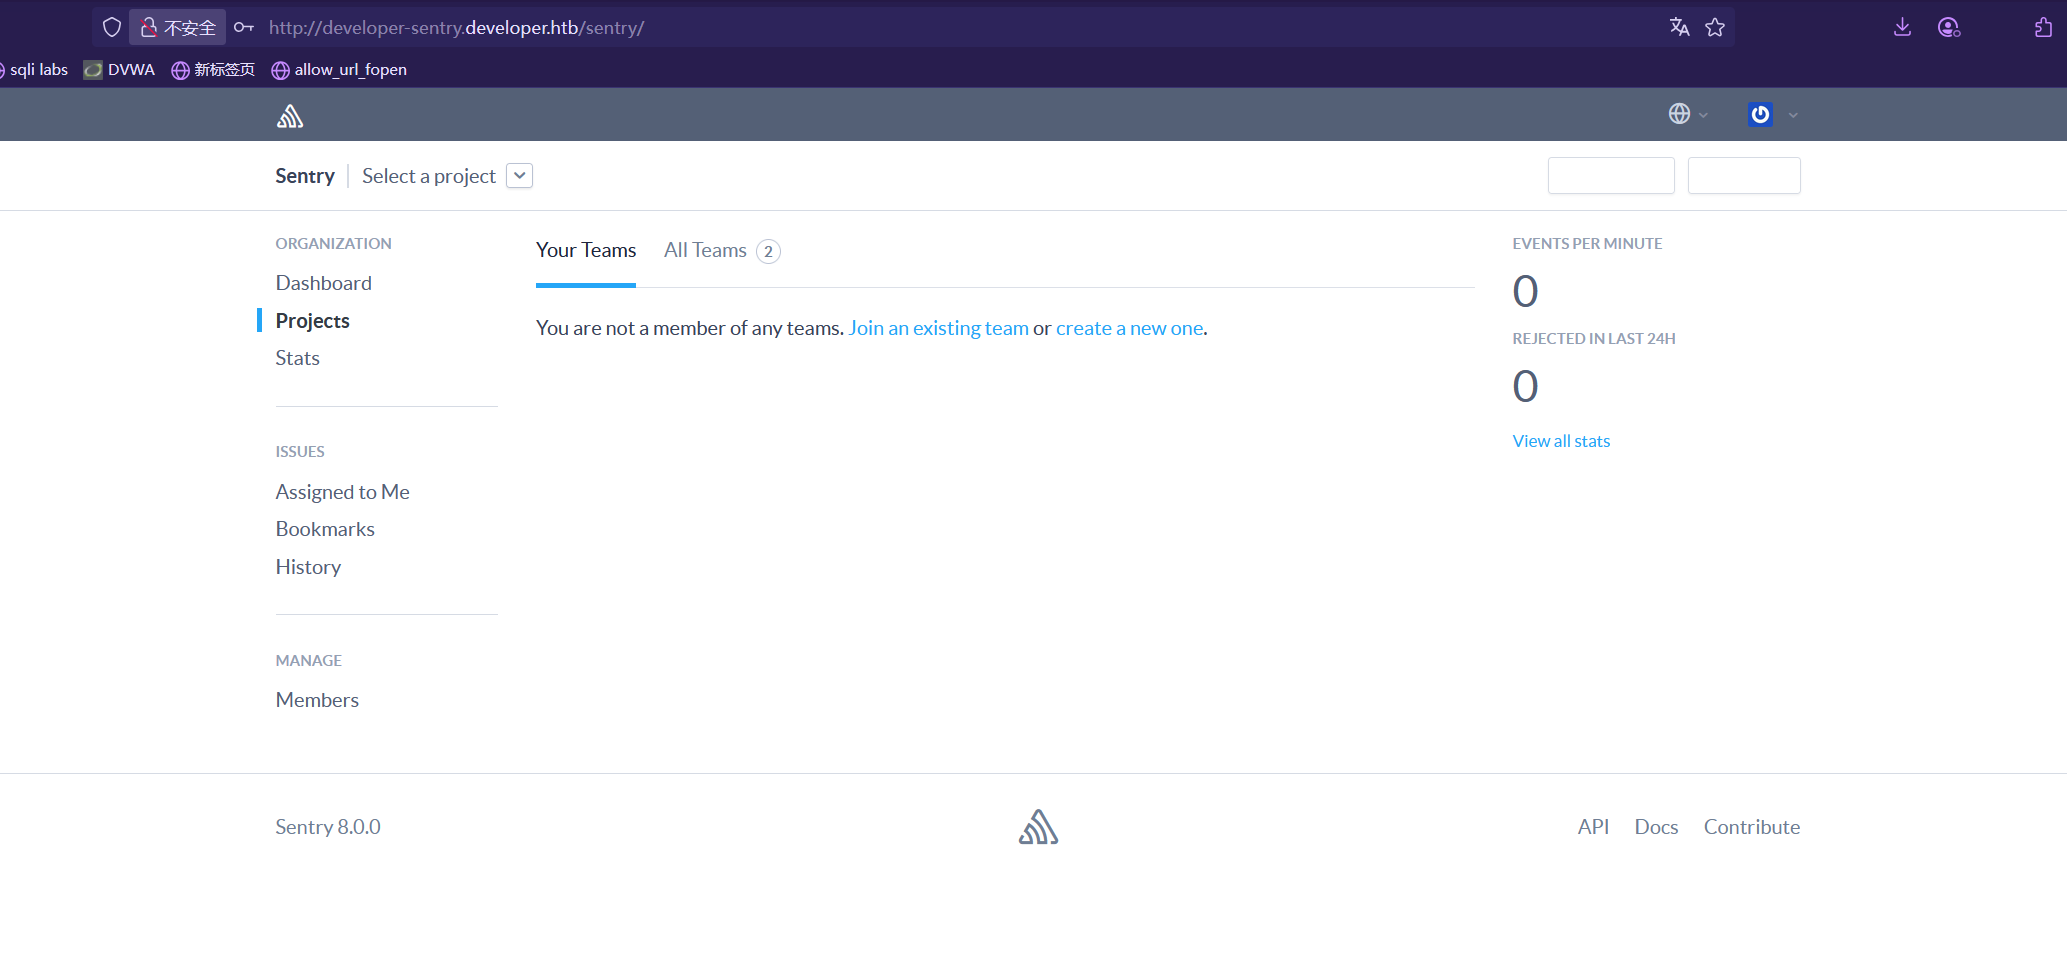 不安全 http://developer-sentry.developer.htb/sentry/
sqli labs DVWA 新标签页 allow_url_fopen
Sentry Select a project
ORGANIZATION
Dashboard
Projects
Stats
ISSUES
Assigned to Me
Bookmarks
History
MANAGE
Members
Your Teams All Teams 2
You are not a member of any teams. Join an existing team or create a new one.
EVENTS PER MINUTE
0
REJECTED IN LAST 24H
0
View all stats
Sentry 8.0.0
API Docs Contribute